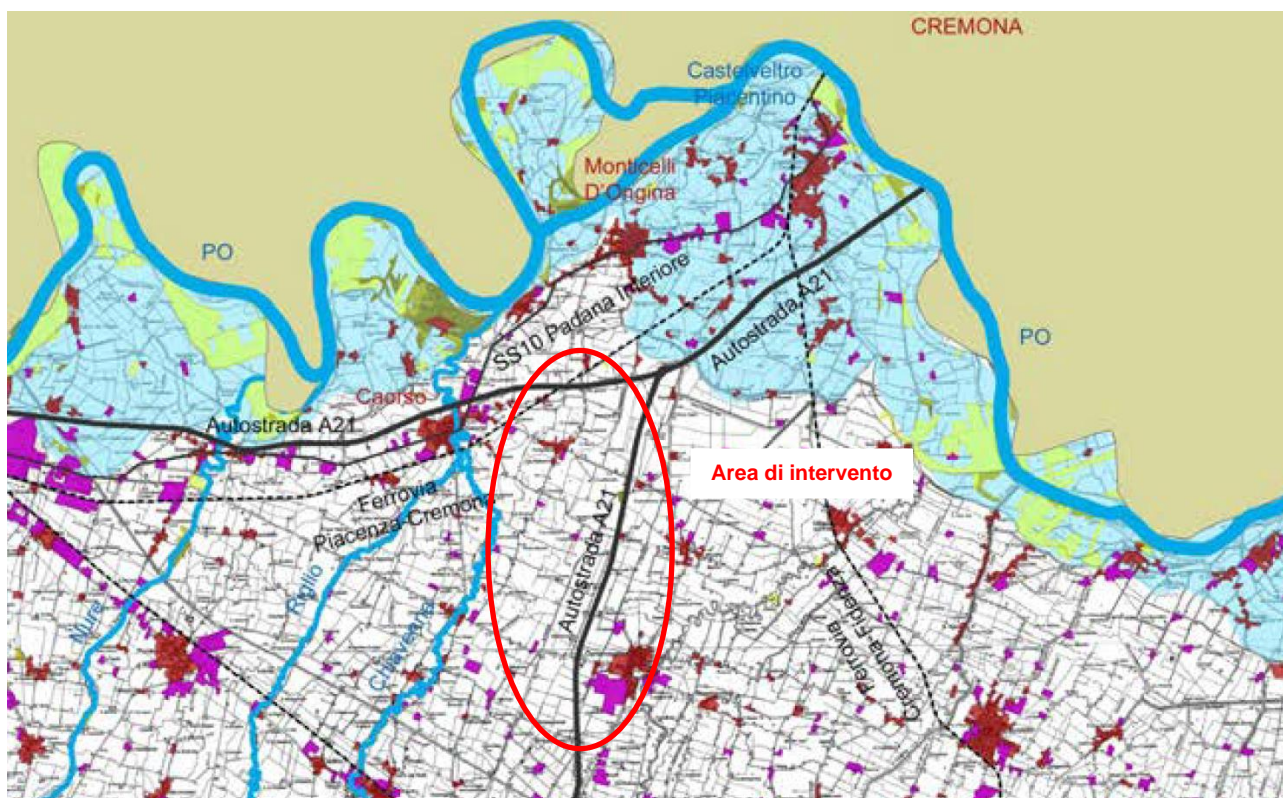 CREMONA
Castelveltro
Piacentino
Monticelli
D'Ongina
PO
SS10 Padana Inferiore
Autostrada A21
PO
Caorso
Autostrada A21
Area di intervento
Ferrovia
Piacenza-Cremona
Autostrada A21
Nure
Riglio
Chiavenna
Ferrovia
Cremona-Fidenza